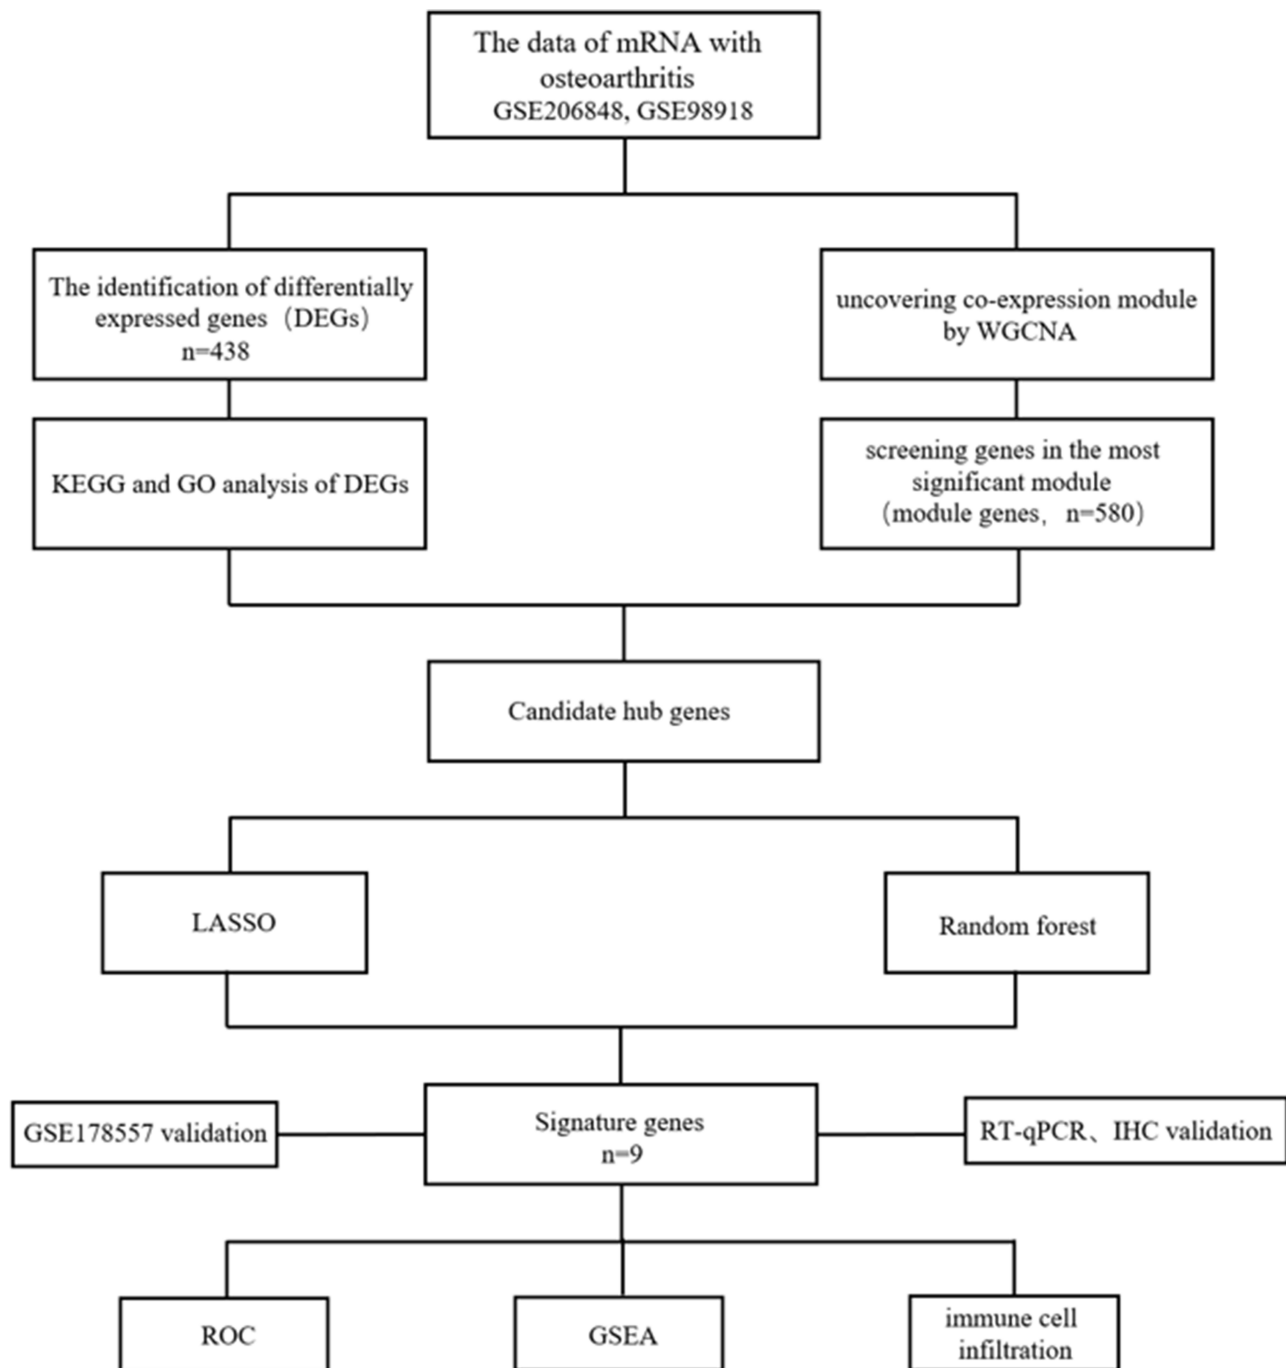 The data of mRNA with
osteoarthritis
GSE206848, GSE98918
The identification of differentially
expressed genes（DEGs）
n=438
uncovering co-expression module
by WGCNA
KEGG and GO analysis of DEGs
screening genes in the most
significant module
（module genes， n=580）
Candidate hub genes
LASSO
Random forest
GSE178557 validation
Signature genes
n=9
RT-qPCR、IHC validation
ROC
GSEA
immune cell
infiltration